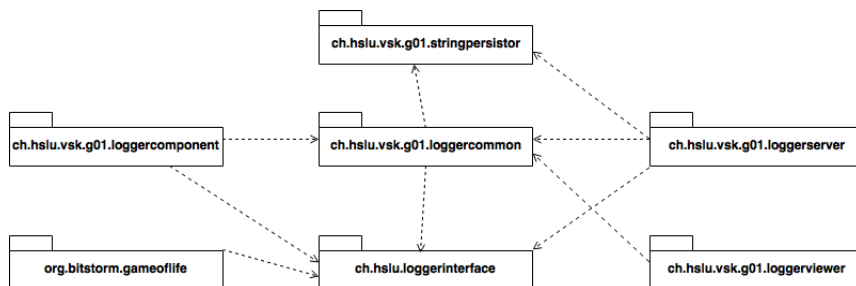 ch.hslu.vsk.g01.stringpersistor
ch.hslu.vsk.g01.loggercomponent
ch.hslu.vsk.g01.loggercommon
ch.hslu.vsk.g01.loggerserver
org.bitstorm.gameoflife
ch.hslu.loggerinterface
ch.hslu.vsk.g01.loggerviewer